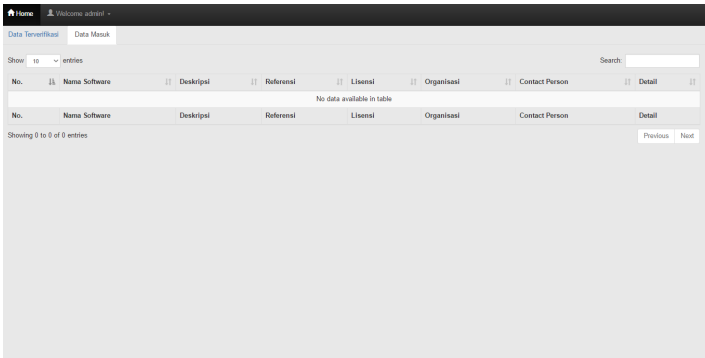 Home Welcome admin!
Data Terverifikasi Data Masuk
Show 10 entries Search:
No. Nama Software Deskripsi Referensi Lisensi Organisasi Contact Person Detail
No data available in table
No. Nama Software Deskripsi Referensi Lisensi Organisasi Contact Person Detail
Showing 0 to 0 of 0 entries Previous Next